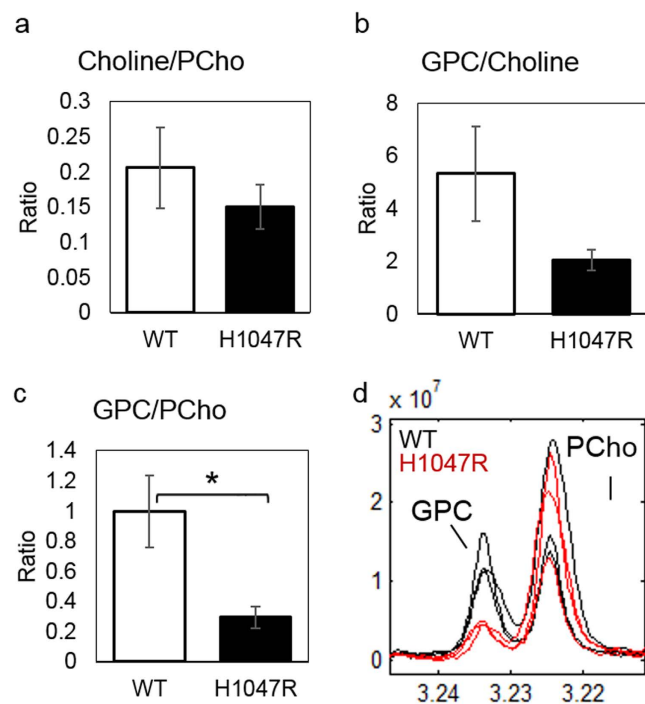 a
Choline/PCho
0.3
0.25
0.2
0.15
0.1
0.05
0
Ratio
WT
H1047R
b
GPC/Choline
8
6
4
2
0
Ratio
WT
H1047R
c
GPC/PCho
1.4
1.2
1
0.8
0.6
0.4
0.2
0
Ratio
*
WT
H1047R
d
x 10⁷
3
2
1
0
WT
H1047R
PCho
GPC
3.24
3.23
3.22